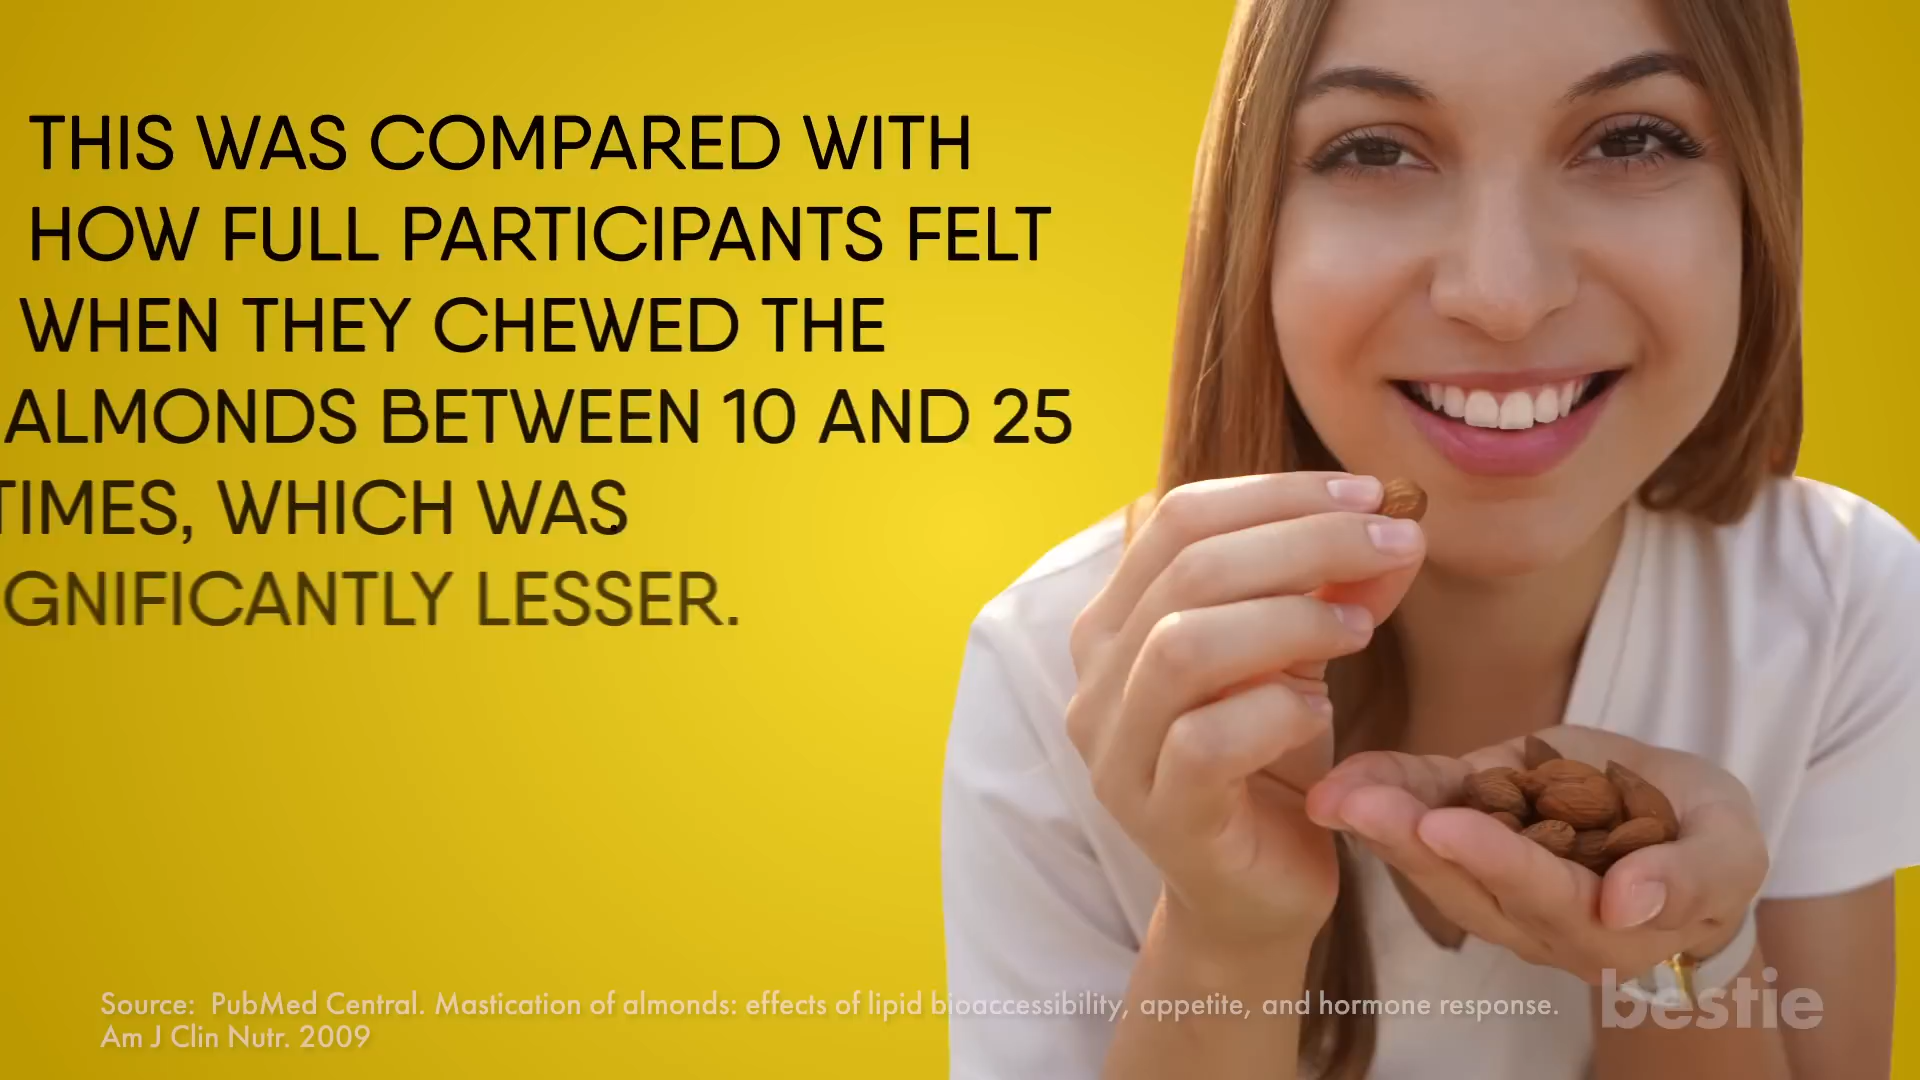 THIS WAS COMPARED WITH
HOW FULL PARTICIPANTS FELT
WHEN THEY CHEWED THE
ALMONDS BETWEEN 10 AND 25
TIMES, WHICH WAS
GNIFICANTLY LESSER.
Source: PubMed Central. Mastication of almonds: effects of lipid bioaccessibility, appetite, and hormone response.
Am J Clin Nutr. 2009
bestie